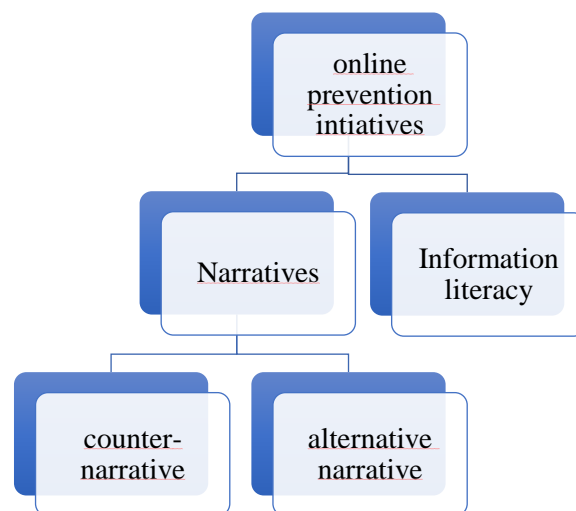 online
prevention
intiatives
Narratives
Information
literacy
counter-
narrative
alternative
narrative